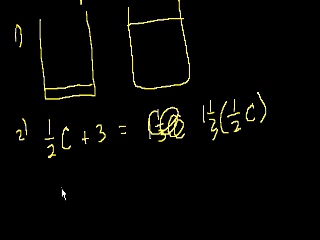 1)
2) 1/2 C + 3 = 1 1/3 (1/2 C)